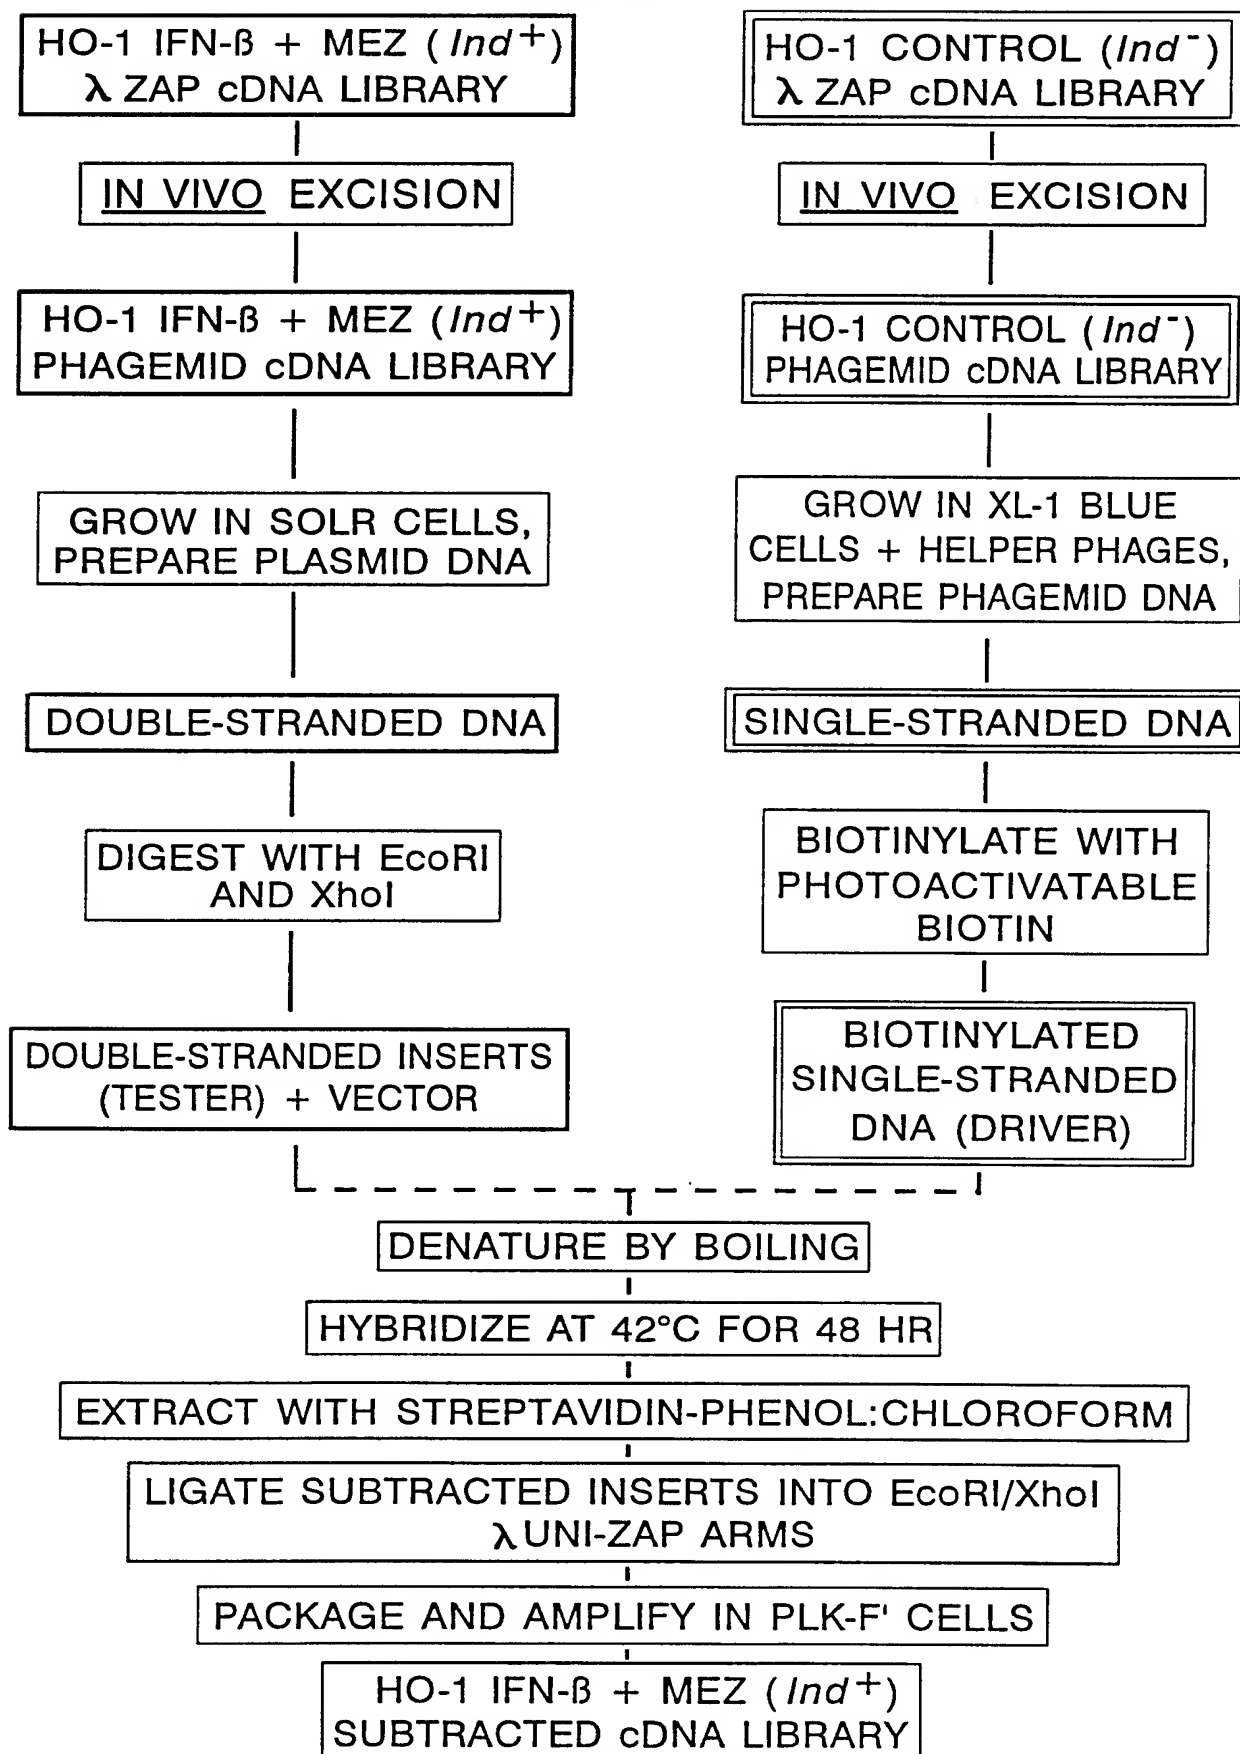 HO-1 IFN-β + MEZ (Ind+)
λ ZAP cDNA LIBRARY
IN VIVO EXCISION
HO-1 IFN-β + MEZ (Ind+)
PHAGEMID cDNA LIBRARY
GROW IN SOLR CELLS,
PREPARE PLASMID DNA
DOUBLE-STRANDED DNA
DIGEST WITH EcoRI
AND XhoI
DOUBLE-STRANDED INSERTS
(TESTER) + VECTOR
HO-1 CONTROL (Ind-)
λ ZAP cDNA LIBRARY
IN VIVO EXCISION
HO-1 CONTROL (Ind-)
PHAGEMID cDNA LIBRARY
GROW IN XL-1 BLUE
CELLS + HELPER PHAGES,
PREPARE PHAGEMID DNA
SINGLE-STRANDED DNA
BIOTINYLATE WITH
PHOTOACTIVATABLE
BIOTIN
BIOTINYLATED
SINGLE-STRANDED
DNA (DRIVER)
DENATURE BY BOILING
HYBRIDIZE AT 42°C FOR 48 HR
EXTRACT WITH STREPTAVIDIN-PHENOL:CHLOROFORM
LIGATE SUBTRACTED INSERTS INTO EcoRI/XhoI
λ UNI-ZAP ARMS
PACKAGE AND AMPLIFY IN PLK-F' CELLS
HO-1 IFN-β + MEZ (Ind+)
SUBTRACTED cDNA LIBRARY